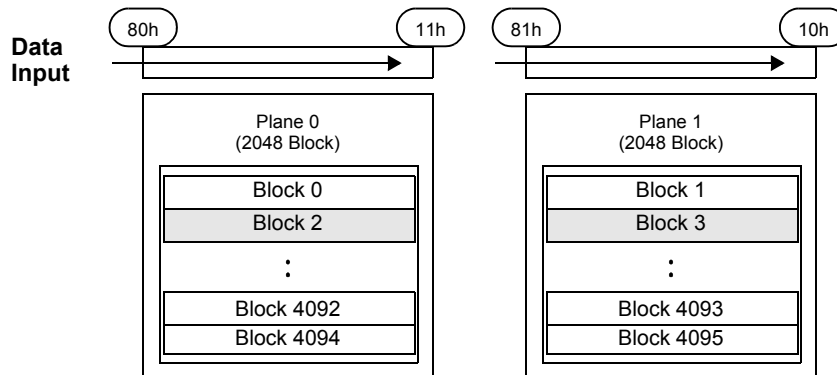 80h
11h
81h
10h
Data
Input
Plane 0
(2048 Block)
Block 0
Block 2
:
Block 4092
Block 4094
Plane 1
(2048 Block)
Block 1
Block 3
:
Block 4093
Block 4095